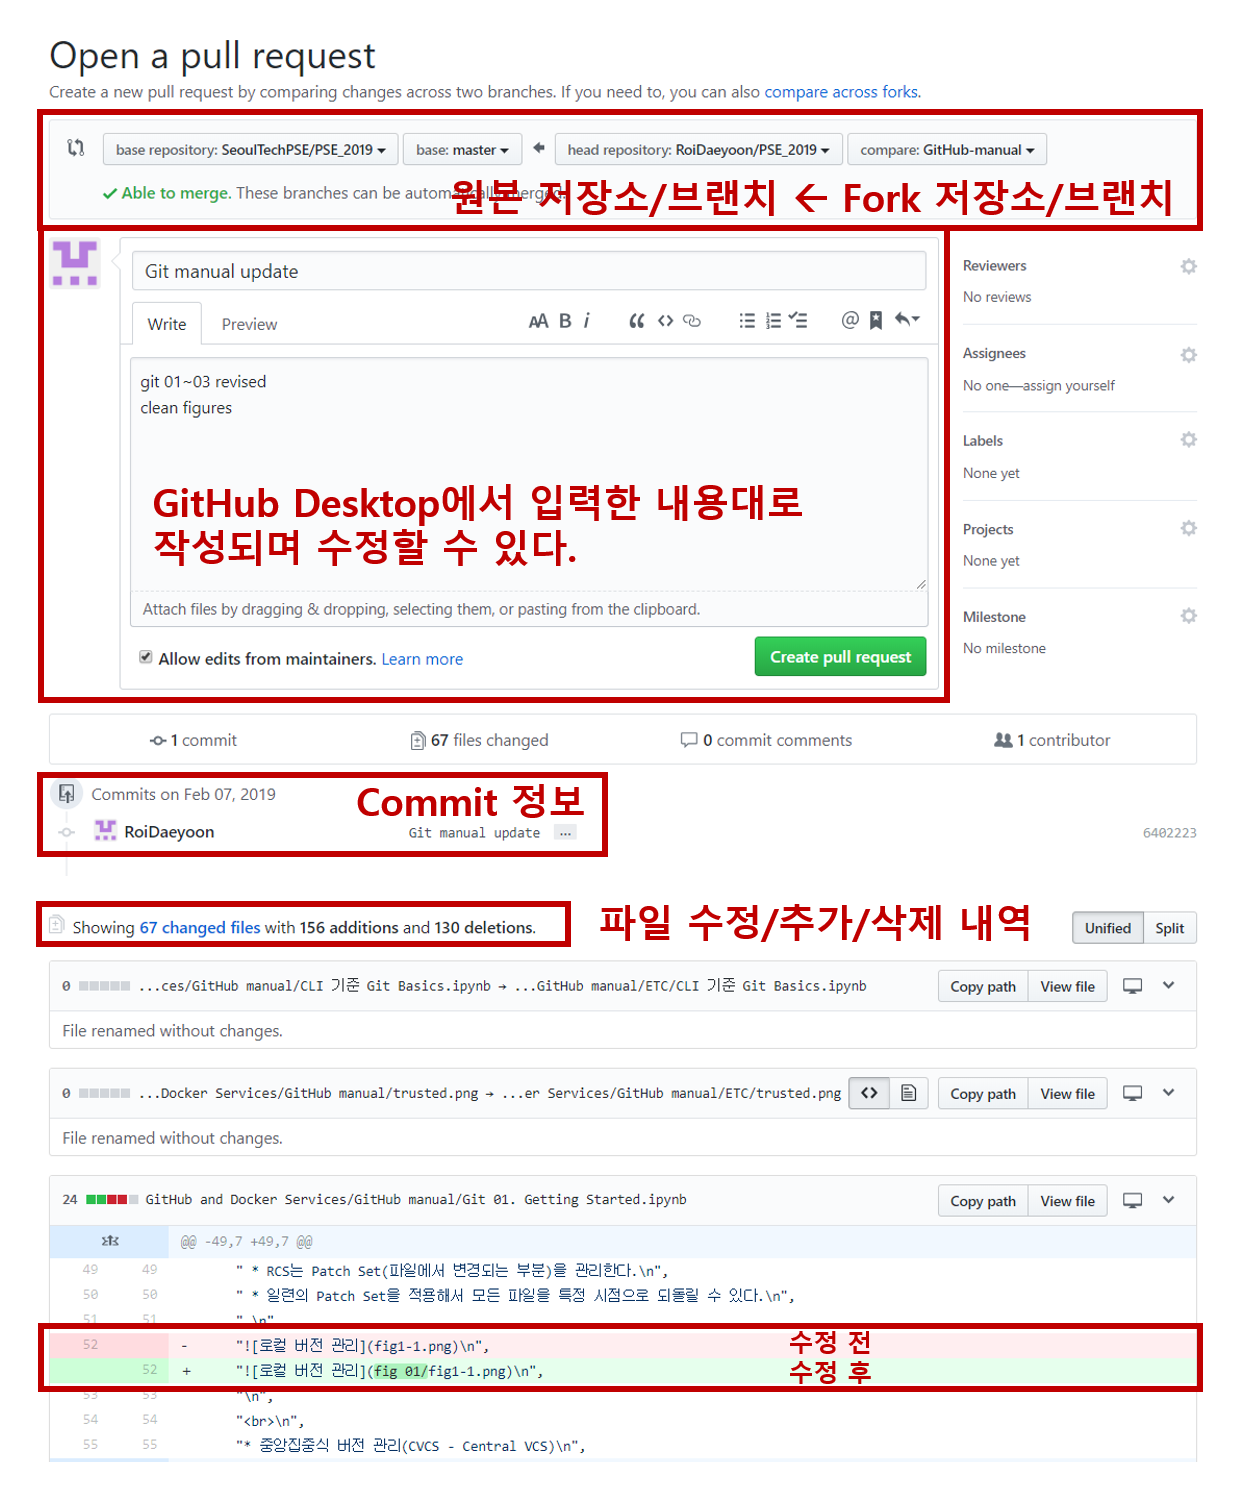 Open a pull request
Create a new pull request by comparing changes across two branches. If you need to, you can also compare across forks.
base repository: SeoulTechPSE/PSE_2019 base: master head repository: RoiDaeyoon/PSE_2019 compare: GitHub-manual
Able to merge. These branches can be automatically merged.
원본 저장소/브랜치 ← Fork 저장소/브랜치
Git manual update
Write Preview
AA B i
git 01~03 revised
clean figures
GitHub Desktop에서 입력한 내용대로
작성되며 수정할 수 있다.
Attach files by dragging & dropping, selecting them, or pasting from the clipboard.
Allow edits from maintainers. Learn more
Create pull request
Reviewers
No reviews
Assignees
No one—assign yourself
Labels
None yet
Projects
None yet
Milestone
No milestone
1 commit 67 files changed 0 commit comments 1 contributor
Commits on Feb 07, 2019
Commit 정보
RoiDaeyoon Git manual update ... 6402223
Showing 67 changed files with 156 additions and 130 deletions.
파일 수정/추가/삭제 내역
Unified Split
0 ...ces/GitHub manual/CLI 기준 Git Basics.ipynb → ...GitHub manual/ETC/CLI 기준 Git Basics.ipynb Copy path View file
File renamed without changes.
0 ...Docker Services/GitHub manual/trusted.png → ...er Services/GitHub manual/ETC/trusted.png <> Copy path View file
File renamed without changes.
24 GitHub and Docker Services/GitHub manual/Git 01. Getting Started.ipynb Copy path View file
@@ -49,7 +49,7 @@
49 49 " * RCS는 Patch Set(파일에서 변경되는 부분)을 관리한다.\n",
50 50 " * 일련의 Patch Set을 적용해서 모든 파일을 특정 시점으로 되돌릴 수 있다.\n",
51 51 " \n"
52 - "![로컬 버전 관리](fig1-1.png)\n", 수정 전
52 + "![로컬 버전 관리](fig 01/fig1-1.png)\n", 수정 후
53 53 "\n",
54 54 "<br>\n",
55 55 "* 중앙집중식 버전 관리(CVCS - Central VCS)\n",